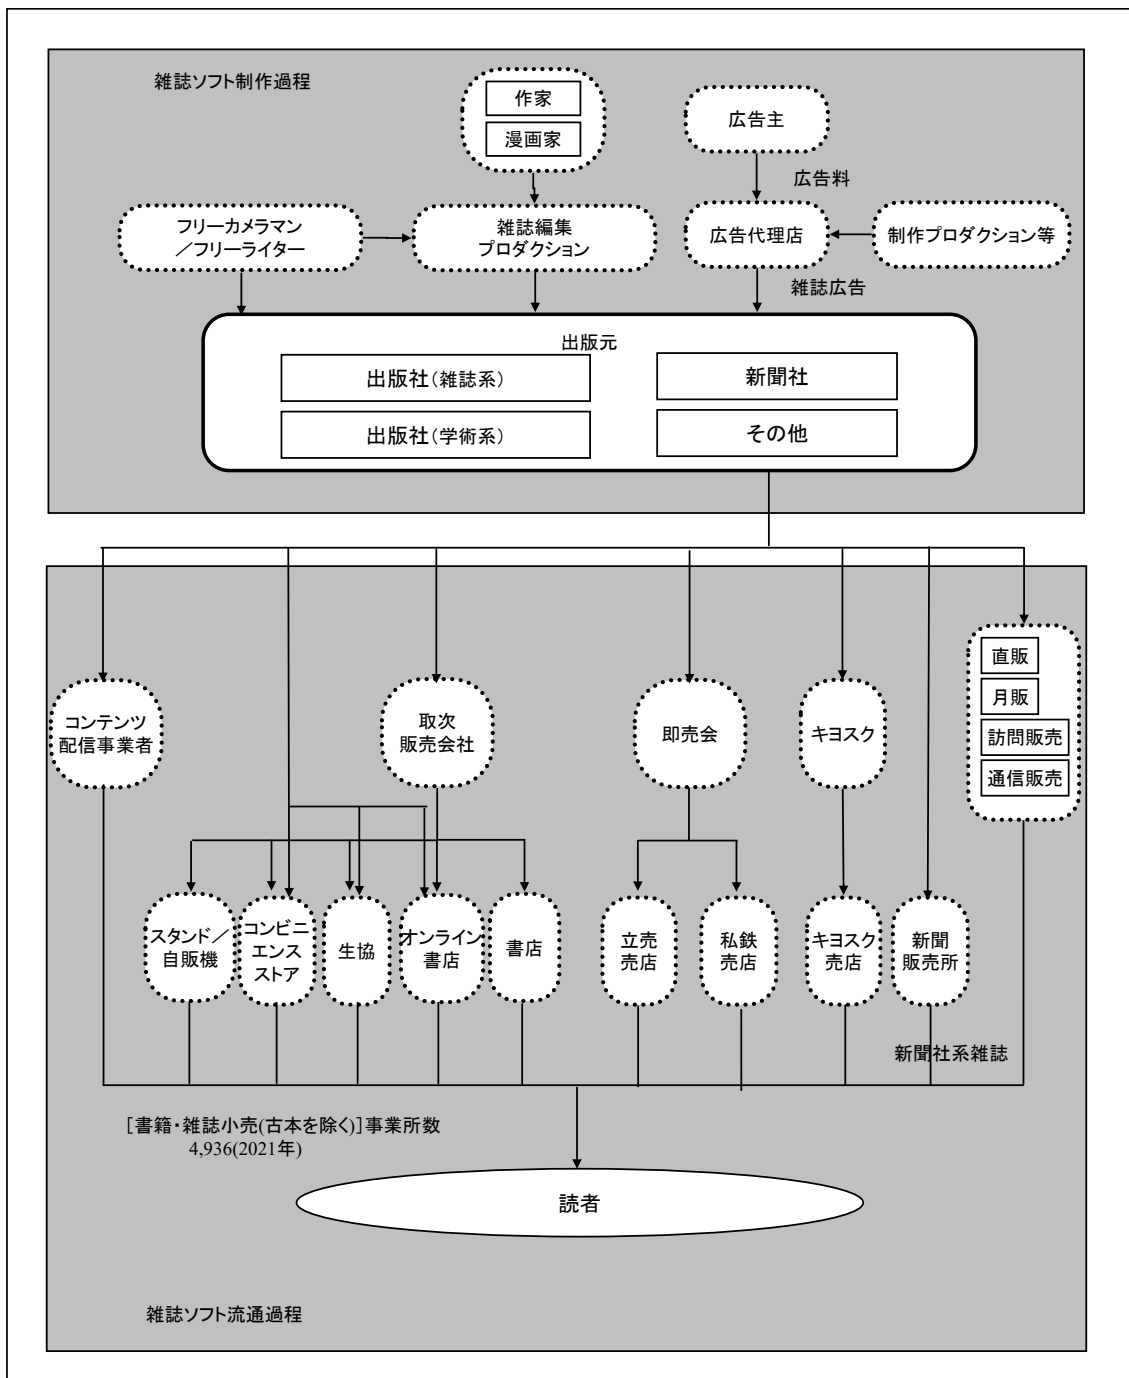 雑誌ソフト制作過程
作家
漫画家
広告主
広告料
フリーカメラマン
／フリーライター
雑誌編集
プロダクション
広告代理店
制作プロダクション等
雑誌広告
出版元
出版社(雑誌系)
新聞社
出版社(学術系)
その他
直販
月販
訪問販売
通信販売
コンテンツ
配信事業者
取次
販売会社
即売会
キヨスク
スタンド／
自販機
コンビニ
エンス
ストア
生協
オンライン
書店
書店
立売
売店
私鉄
売店
キヨスク
売店
新聞
販売所
新聞社系雑誌
［書籍・雑誌小売(古本を除く)］事業所数
4,936(2021年)
読者
雑誌ソフト流通過程